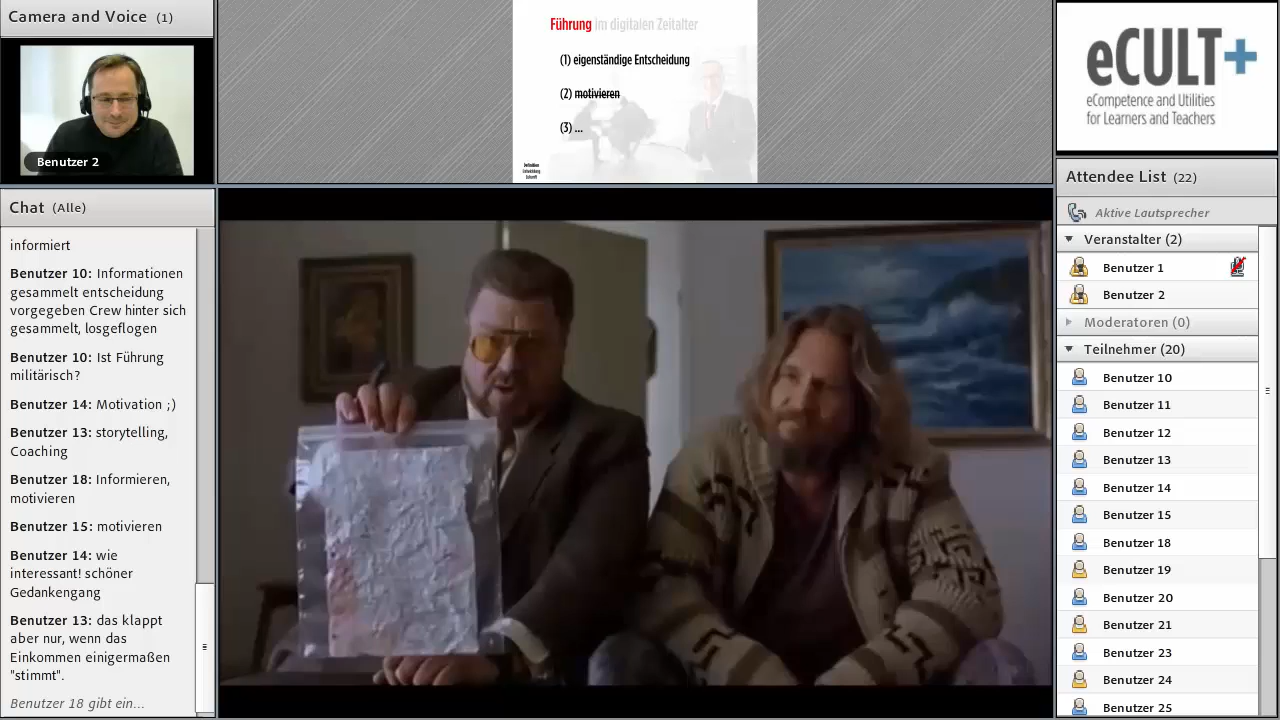 Camera and Voice (1)
Benutzer 2
Chat (Alle)
informiert
Benutzer 10: Informationen
gesammelt entscheidung
vorgegeben Crew hinter sich
gesammelt, losgeflogen
Benutzer 10: Ist Führung
militärisch?
Benutzer 14: Motivation ;)
Benutzer 13: storytelling,
Coaching
Benutzer 18: Informieren,
motivieren
Benutzer 15: motivieren
Benutzer 14: wie
interessant! schöner
Gedankengang
Benutzer 13: das klappt
aber nur, wenn das
Einkommen einigermaßen
"stimmt".
Benutzer 18 gibt ein...
Führung im digitalen Zeitalter
(1) eigenständige Entscheidung
(2) motivieren
(3) ...
Definition
Entwicklung
Zukunft
eCULT+
eCompetence and Utilities
for Learners and Teachers
Attendee List (22)
Aktive Lautsprecher
Veranstalter (2)
Benutzer 1
Benutzer 2
Moderatoren (0)
Teilnehmer (20)
Benutzer 10
Benutzer 11
Benutzer 12
Benutzer 13
Benutzer 14
Benutzer 15
Benutzer 18
Benutzer 19
Benutzer 20
Benutzer 21
Benutzer 23
Benutzer 24
Benutzer 25